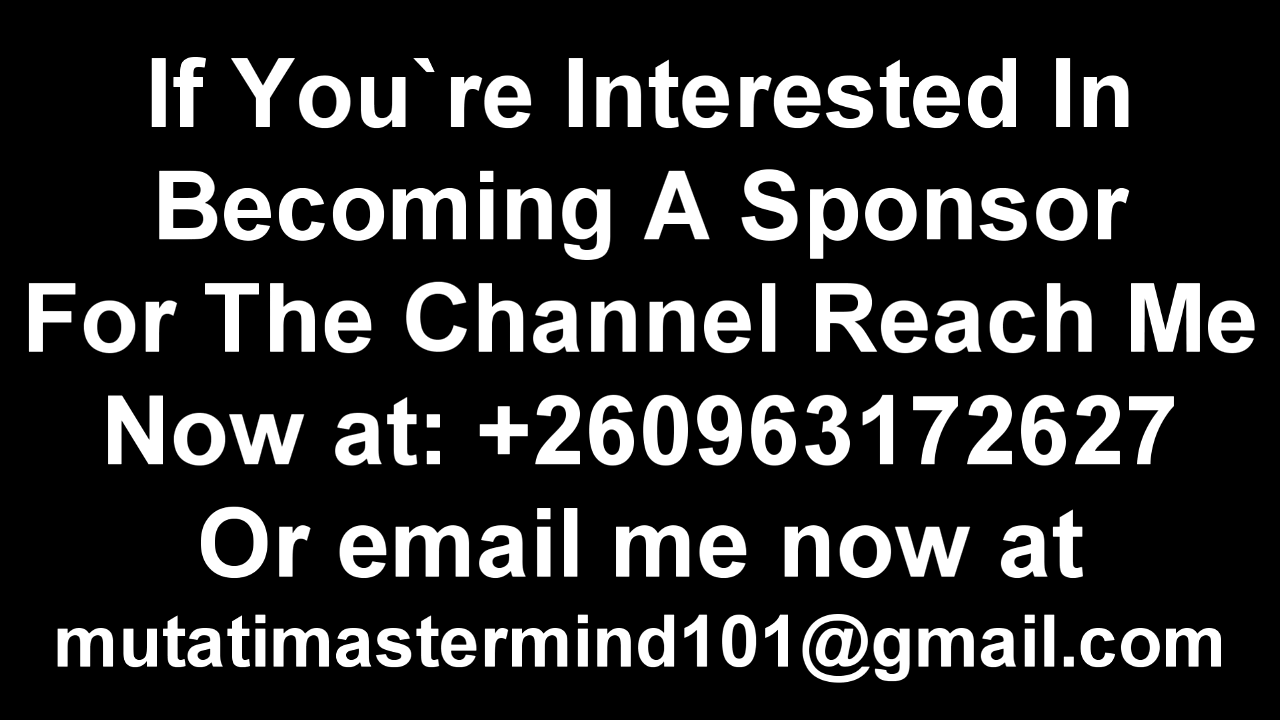 If You`re Interested In
Becoming A Sponsor
For The Channel Reach Me
Now at: +260963172627
Or email me now at
mutatimastermind101@gmail.com